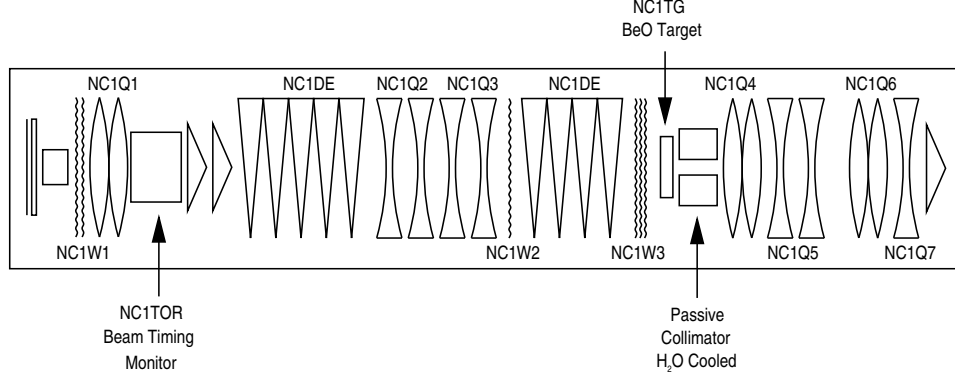 NC1TG
BeO Target
NC1Q1
NC1DE
NC1Q2
NC1Q3
NC1DE
NC1Q4
NC1Q6
NC1W1
NC1W2
NC1W3
NC1Q5
NC1Q7
NC1TOR
Beam Timing
Monitor
Passive
Collimator
H₂O Cooled